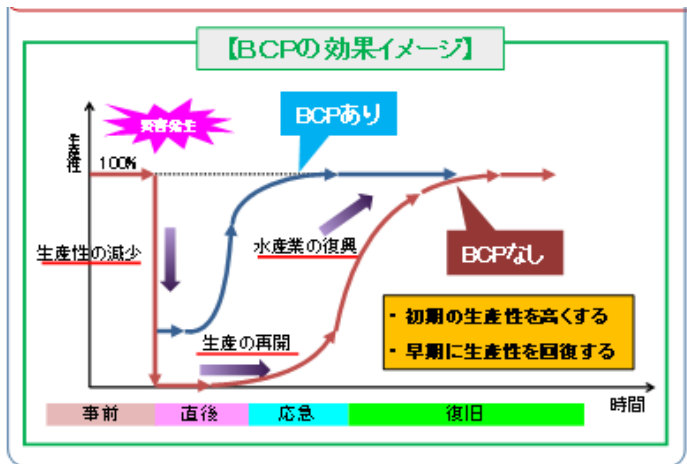 【BCPの効果イメージ】
災害発生
BCPあり
生産性
100%
生産性の減少
水産業の復興
BCPなし
・ 初期の生産性を高くする
・ 早期に生産性を回復する
生産の再開
時間
事前
直後
応急
復旧